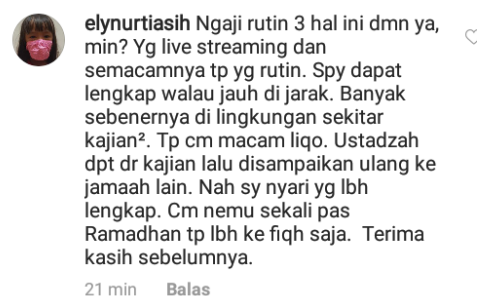 elynurtiasih Ngaji rutin 3 hal ini dmn ya,
min? Yg live streaming dan
semacamnya tp yg rutin. Spy dapat
lengkap walau jauh di jarak. Banyak
sebenernya di lingkungan sekitar
kajian². Tp cm macam liqo. Ustadzah
dpt dr kajian lalu disampaikan ulang ke
jamaah lain. Nah sy nyari yg lbh
lengkap. Cm nemu sekali pas
Ramadhan tp lbh ke fiqh saja.  Terima
kasih sebelumnya.
21 min Balas